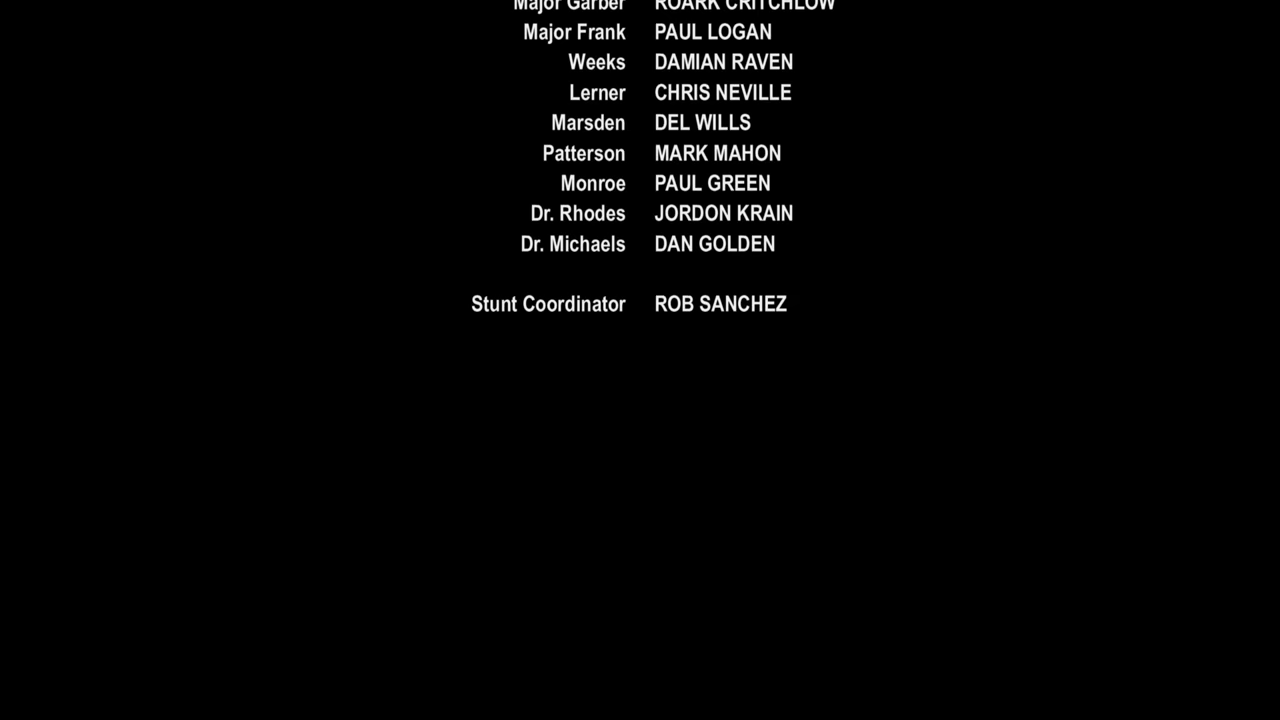 Major Garber ROARK CRITCHLOW
Major Frank PAUL LOGAN
Weeks DAMIAN RAVEN
Lerner CHRIS NEVILLE
Marsden DEL WILLS
Patterson MARK MAHON
Monroe PAUL GREEN
Dr. Rhodes JORDON KRAIN
Dr. Michaels DAN GOLDEN
Stunt Coordinator ROB SANCHEZ